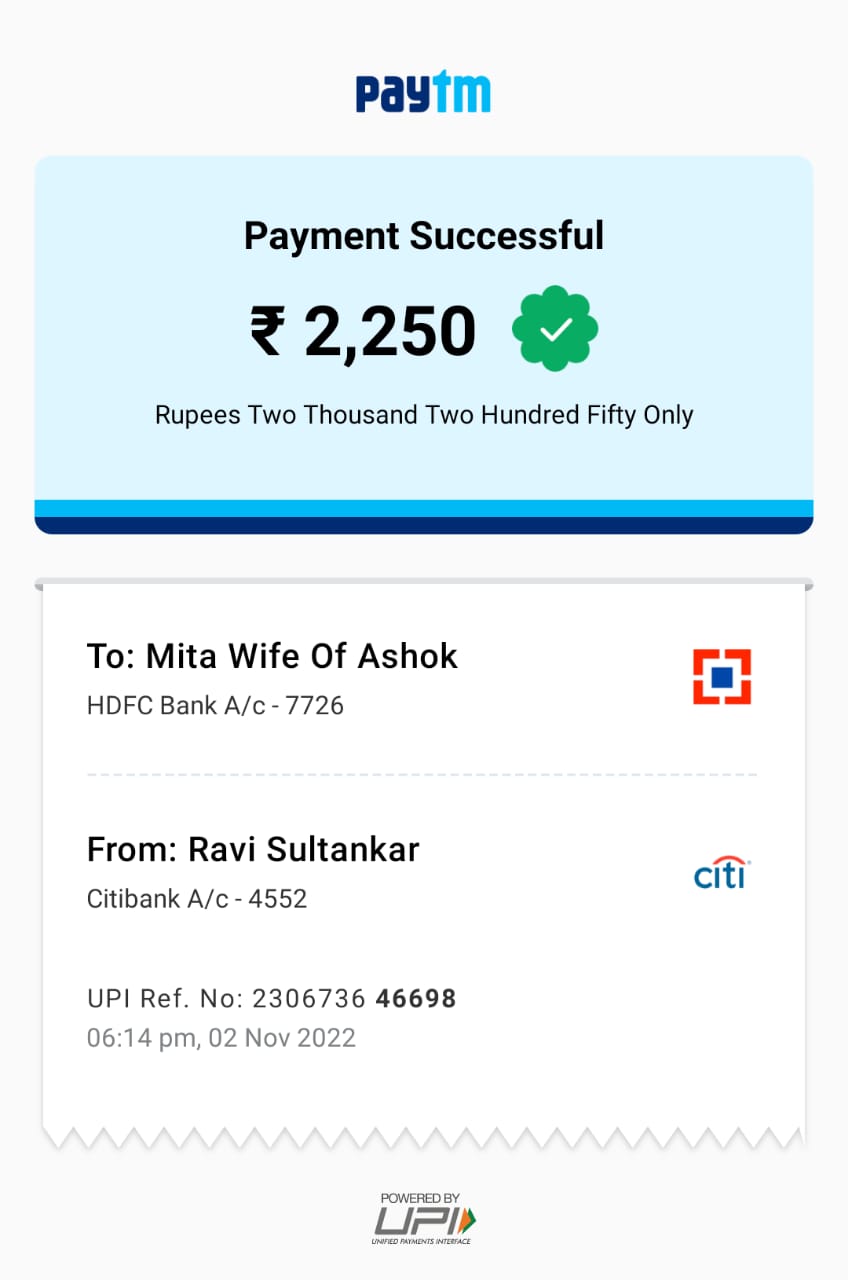 paytm
Payment Successful
₹ 2,250
Rupees Two Thousand Two Hundred Fifty Only
To: Mita Wife Of Ashok
HDFC Bank A/c - 7726
From: Ravi Sultankar
citi
Citibank A/c - 4552
UPI Ref. No: 2306736 46698
06:14 pm, 02 Nov 2022
POWERED BY
UPI
UNIFIED PAYMENTS INTERFACE